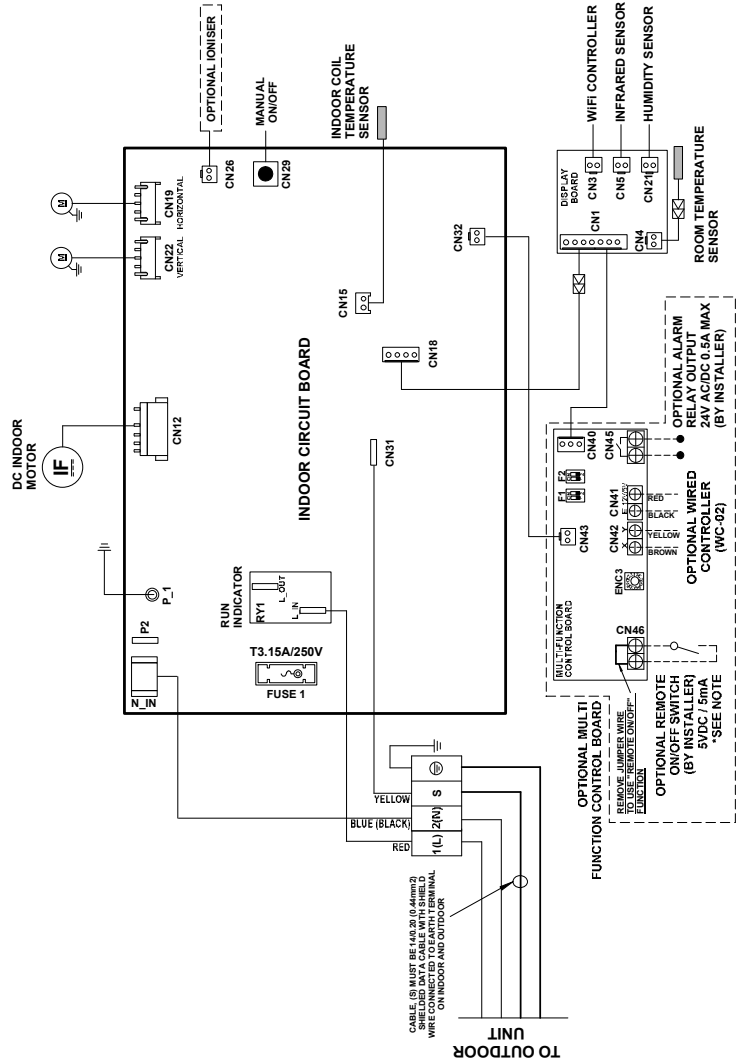 OPTIONAL IONISER
CN26
MANUAL
ON/OFF
CN29
INDOOR COIL
TEMPERATURE
SENSOR
M
CN19
HORIZONTAL
M
CN22
VERTICAL
CN15
CN32
CN18
DC INDOOR
MOTOR
IF
CN12
INDOOR CIRCUIT BOARD
CN31
P_1
P2
N_IN
RUN
INDICATOR
RY1
L_OUT
L_IN
T3.15A/250V
FUSE 1
WiFi CONTROLLER
INFRARED SENSOR
HUMIDITY SENSOR
DISPLAY
BOARD
CN3
CN5
CN21
CN1
CN4
ROOM TEMPERATURE
SENSOR
YELLOW
BLUE (BLACK)
RED
S
2(N)
1(L)
CABLE, (S) MUST BE 14/0.20 (0.44mm2)
SHIELDED DATA CABLE WITH SHIELD
WIRE CONNECTED TO EARTH TERMINAL
ON INDOOR AND OUTDOOR
TO OUTDOOR
UNIT
OPTIONAL MULTI
FUNCTION CONTROL BOARD
MULTI-FUNCTION
CONTROL BOARD
CN43
F1
F2
CN40
CN45
CN41
CN42
E
12V/5V
X
Y
RED
BLACK
YELLOW
BROWN
ENC3
CN46
REMOVE JUMPER WIRE
TO USE "REMOTE ON/OFF"
FUNCTION
OPTIONAL REMOTE
ON/OFF SWITCH
(BY INSTALLER)
5VDC / 5mA
*SEE NOTE
OPTIONAL WIRED
CONTROLLER
(WC-02)
OPTIONAL ALARM
RELAY OUTPUT
24V AC/DC 0.5A MAX
(BY INSTALLER)